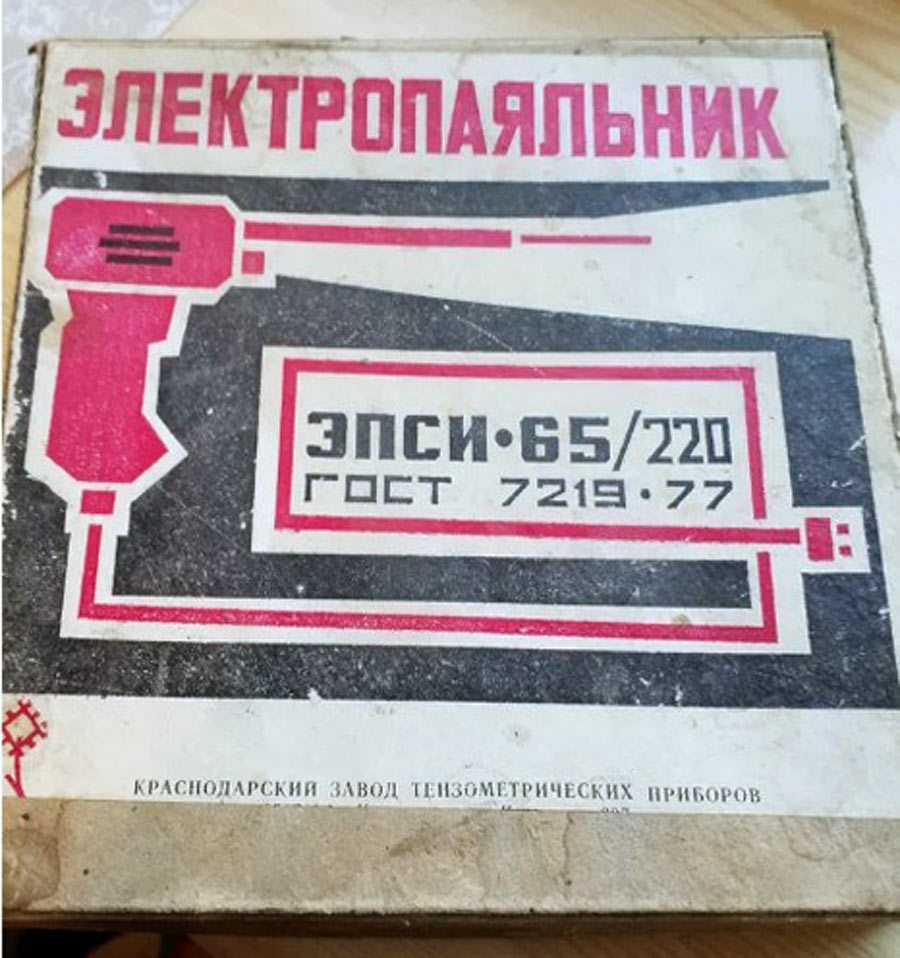 ЭЛЕКТРОПАЯЛЬНИК
ЭПСИ•65/220
ГОСТ 7219•77
КРАСНОДАРСКИЙ ЗАВОД ТЕНЗОМЕТРИЧЕСКИХ ПРИБОРОВ